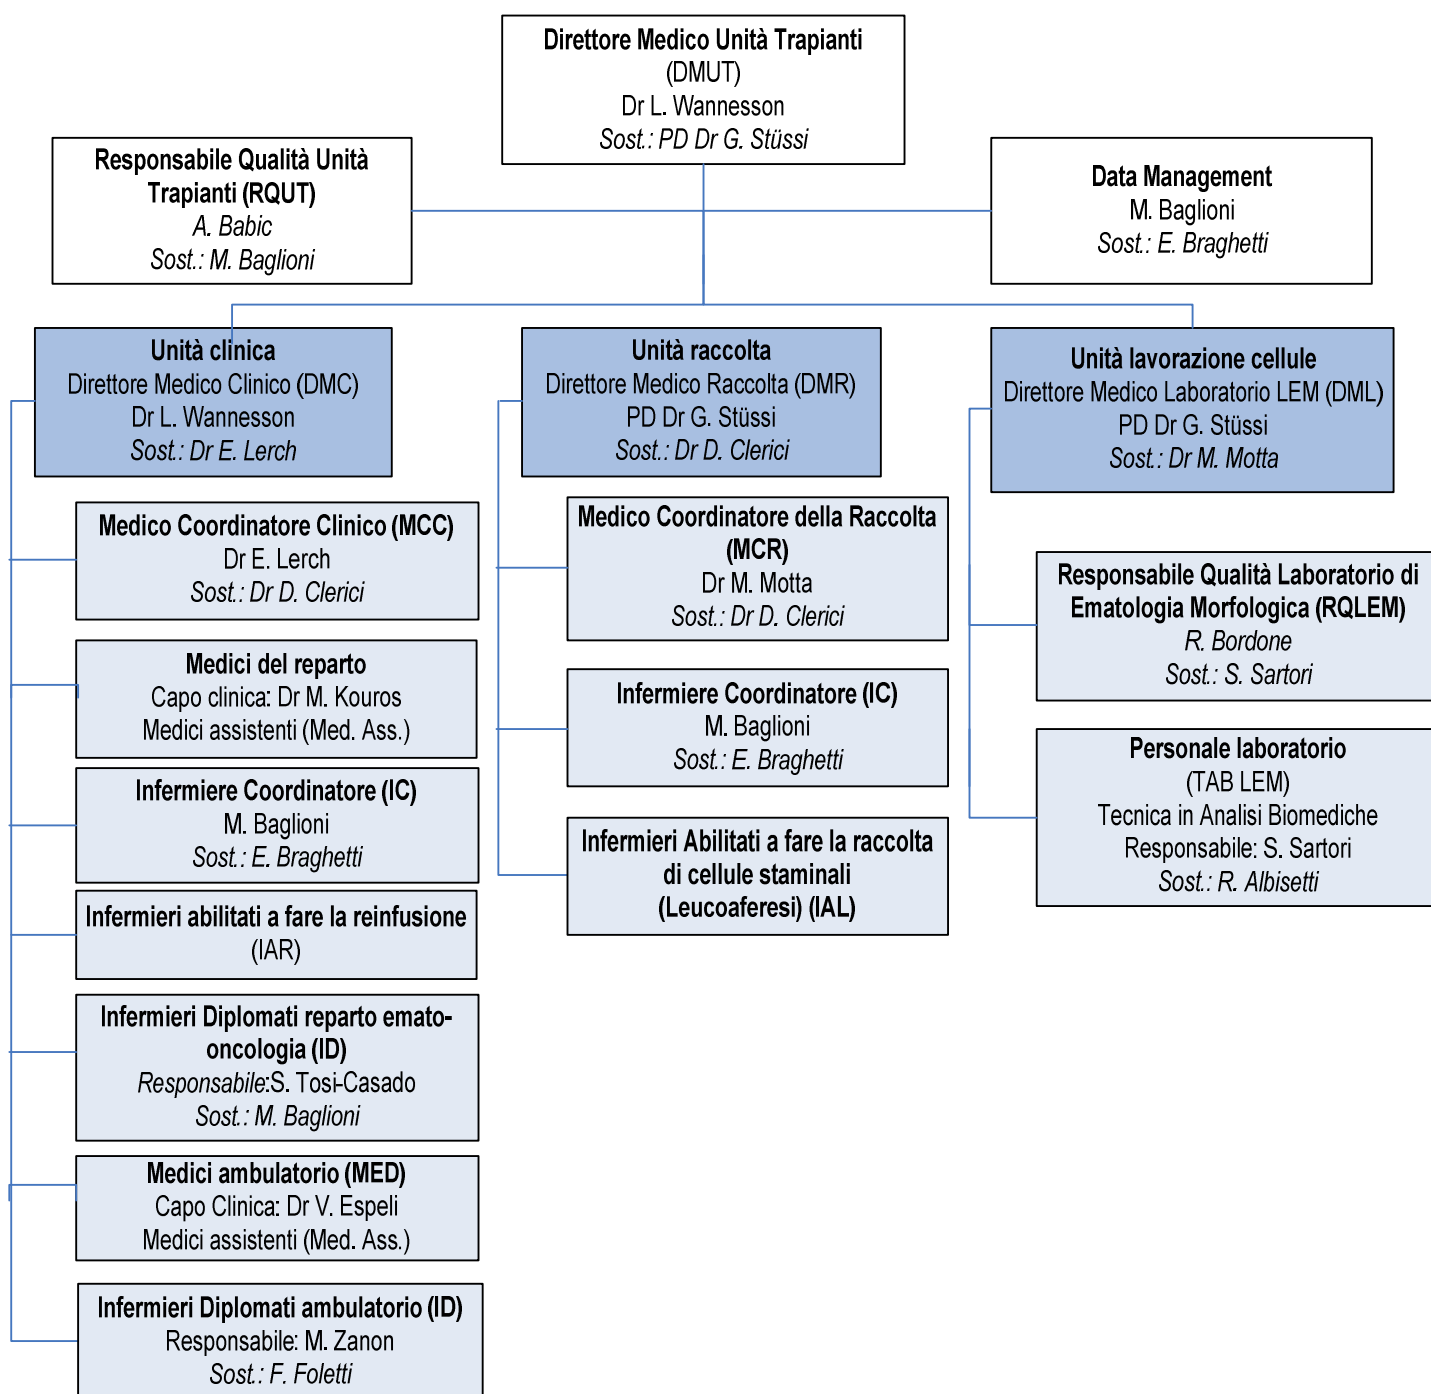 Direttore Medico Unità Trapianti
(DMUT)
Dr L. Wannesson
Sost.: PD Dr G. Stüssi
Responsabile Qualità Unità
Trapianti (RQUT)
A. Babic
Sost.: M. Baglioni
Data Management
M. Baglioni
Sost.: E. Braghetti
Unità clinica
Direttore Medico Clinico (DMC)
Dr L. Wannesson
Sost.: Dr E. Lerch
Medico Coordinatore Clinico (MCC)
Dr E. Lerch
Sost.: Dr D. Clerici
Medici del reparto
Capo clinica: Dr M. Kouros
Medici assistenti (Med. Ass.)
Infermiere Coordinatore (IC)
M. Baglioni
Sost.: E. Braghetti
Infermieri abilitati a fare la reinfusione
(IAR)
Infermieri Diplomati reparto emato-
oncologia (ID)
Responsabile:S. Tosi-Casado
Sost.: M. Baglioni
Medici ambulatorio (MED)
Capo Clinica: Dr V. Espeli
Medici assistenti (Med. Ass.)
Infermieri Diplomati ambulatorio (ID)
Responsabile: M. Zanon
Sost.: F. Foletti
Unità raccolta
Direttore Medico Raccolta (DMR)
PD Dr G. Stüssi
Sost.: Dr D. Clerici
Medico Coordinatore della Raccolta
(MCR)
Dr M. Motta
Sost.: Dr D. Clerici
Infermiere Coordinatore (IC)
M. Baglioni
Sost.: E. Braghetti
Infermieri Abilitati a fare la raccolta
di cellule staminali
(Leucoaferesi) (IAL)
Unità lavorazione cellule
Direttore Medico Laboratorio LEM (DML)
PD Dr G. Stüssi
Sost.: Dr M. Motta
Responsabile Qualità Laboratorio di
Ematologia Morfologica (RQLEM)
R. Bordone
Sost.: S. Sartori
Personale laboratorio
(TAB LEM)
Tecnica in Analisi Biomediche
Responsabile: S. Sartori
Sost.: R. Albisetti